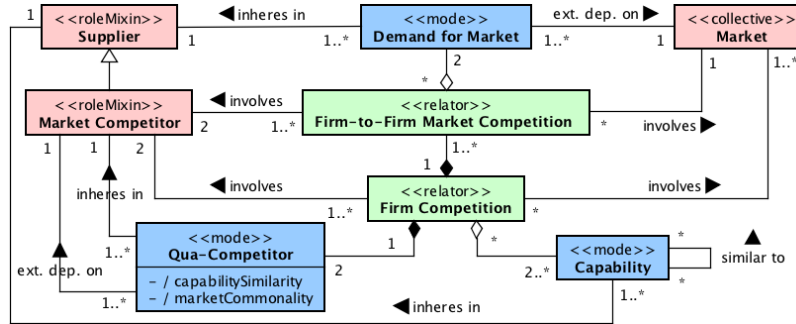 <<roleMixin>>
Supplier
1
1
inheres in
1..*
<<mode>>
Demand for Market
ext. dep. on
1..*
1
<<collective>>
Market
2
*
1
1..*
<<roleMixin>>
Market Competitor
involves
2
1..*
<<relator>>
Firm-to-Firm Market Competition
*
involves
1..*
1
1
1
2
inheres in
involves
1..*
<<relator>>
Firm Competition
*
involves
1..*
<<mode>>
Qua-Competitor
- / capabilitySimilarity
- / marketCommonality
1
2
*
2..*
<<mode>>
Capability
*
*
similar to
ext. dep. on
1..*
inheres in
1..*